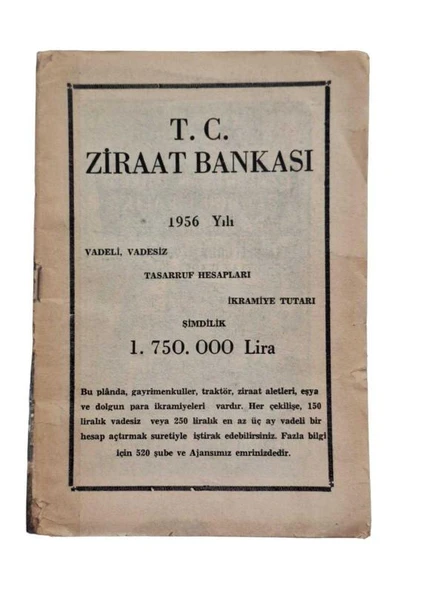 T. C.
ZİRAAT BANKASI
1956 Yılı
VADELİ, VADESİZ
TASARRUF HESAPLARI
İKRAMİYE TUTARI
ŞİMDİLİK
1. 750. 000 Lira
Bu plânda, gayrimenkuller, traktör, ziraat aletleri, eşya
ve dolgun para ikramiyeleri vardır. Her çekilişe, 150
liralık vadesiz veya 250 liralık en az üç ay vadeli bir
hesap açtırmak suretiyle iştirak edebilirsiniz. Fazla bilgi
için 520 şube ve Ajansımız emrinizdedir.